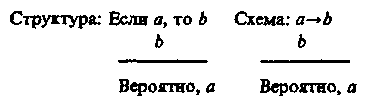 Структура: Если a, то b Схема: a→b
b b
Вероятно, a Вероятно, a